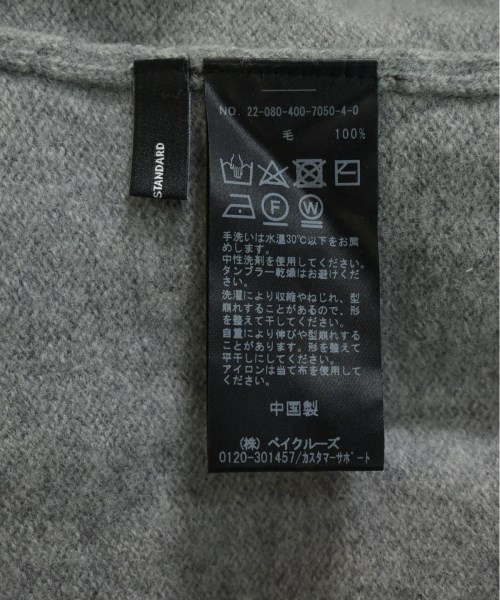 STANDARD
NO. 22-080-400-7050-4-0
毛 100%
手洗いは水温30℃以下をお薦
めします。
中性洗剤を使用してください。
タンブラー乾燥はお避けくださ
い。
洗濯により収縮やねじれ、型
崩れすることがあるので、形
を整えて干してください。
自重により伸びや型崩れする
ことがあります。形を整えて
平干しにしてください。
アイロンは当て布を使用して
ください。
中国製
(株) ベイクルーズ
0120-301457/カスタマーサポート